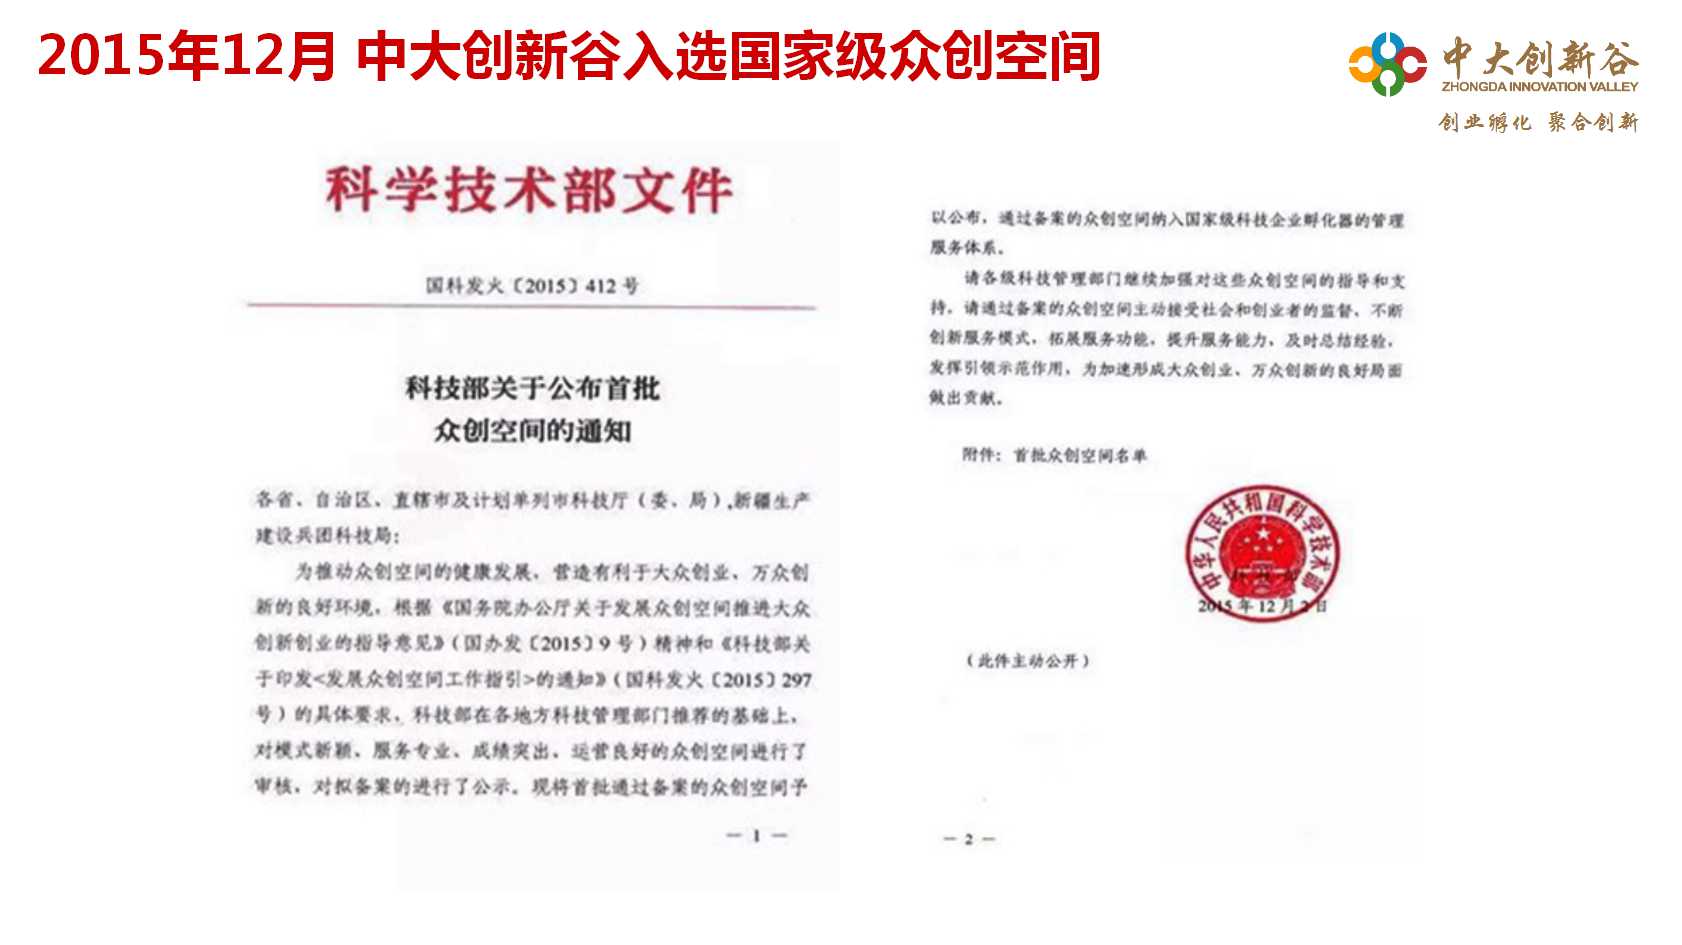 2015年12月 中大创新谷入选国家级众创空间
中大创新谷
ZHONGDA INNOVATION VALLEY
创业孵化 聚合创新
科学技术部文件
国科发火〔2015〕412 号
科技部关于公布首批
众创空间的通知
各省、自治区、直辖市及计划单列市科技厅（委、局）,新疆生产
建设兵团科技局:
为推动众创空间的健康发展，营造有利于大众创业、万众创
新的良好环境，根据《国务院办公厅关于发展众创空间推进大众
创新创业的指导意见》（国办发〔2015〕9 号）精神和《科技部关
于印发<发展众创空间工作指引>的通知》（国科发火〔2015〕297
号）的具体要求，科技部在各地方科技管理部门推荐的基础上，
对模式新颖、服务专业、成绩突出、运营良好的众创空间进行了
审核，对拟备案的进行了公示。现将首批通过备案的众创空间予
— 1 —
以公布，通过备案的众创空间纳入国家级科技企业孵化器的管理
服务体系。
请各级科技管理部门继续加强对这些众创空间的指导和支
持。请通过备案的众创空间主动接受社会和创业者的监督，不断
创新服务模式，拓展服务功能，提升服务能力，及时总结经验，
发挥引领示范作用，为加速形成大众创业、万众创新的良好局面
做出贡献。
附件：首批众创空间名单
中华人民共和国科学技术部
科技部
2015 年 12 月 2 日
（此件主动公开）
— 2 —